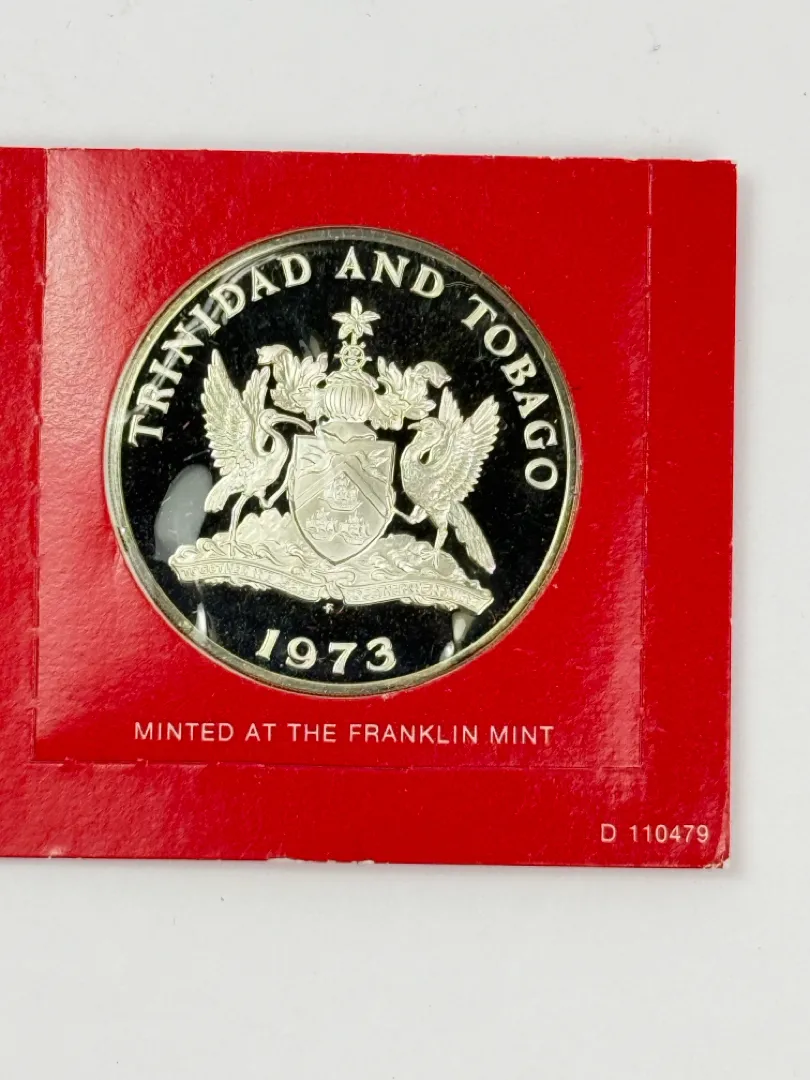 TRINIDAD AND TOBAGO
1973
MINTED AT THE FRANKLIN MINT
D 110479